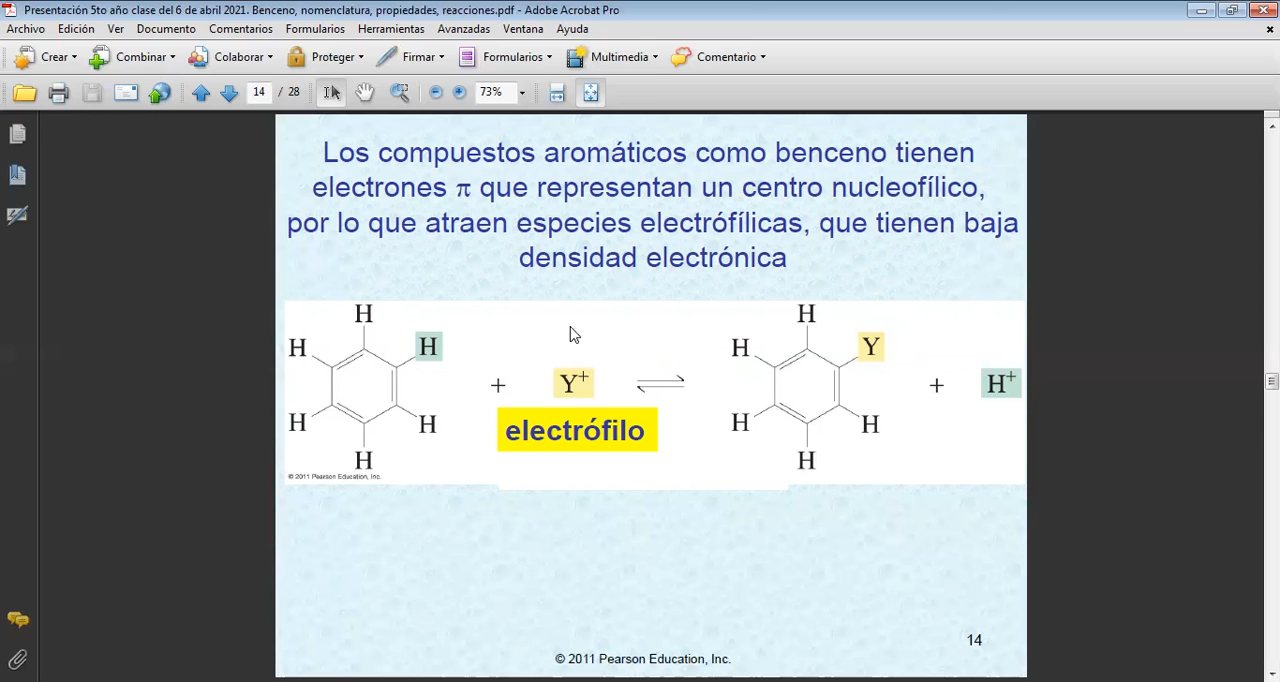 Presentación 5to año clase del 6 de abril 2021. Benceno, nomenclatura, propiedades, reacciones.pdf - Adobe Acrobat Pro
Archivo Edición Ver Documento Comentarios Formularios Herramientas Avanzadas Ventana Ayuda
Crear Combinar Colaborar Proteger Firmar Formularios Multimedia Comentario
14 / 28 73%
Los compuestos aromáticos como benceno tienen
electrones π que representan un centro nucleofílico,
por lo que atraen especies electrófílicas, que tienen baja
densidad electrónica
H H
H H H Y
+ Y+ ⇌ + H+
electrófilo
H H H H
H H
© 2011 Pearson Education, Inc.
14
© 2011 Pearson Education, Inc.